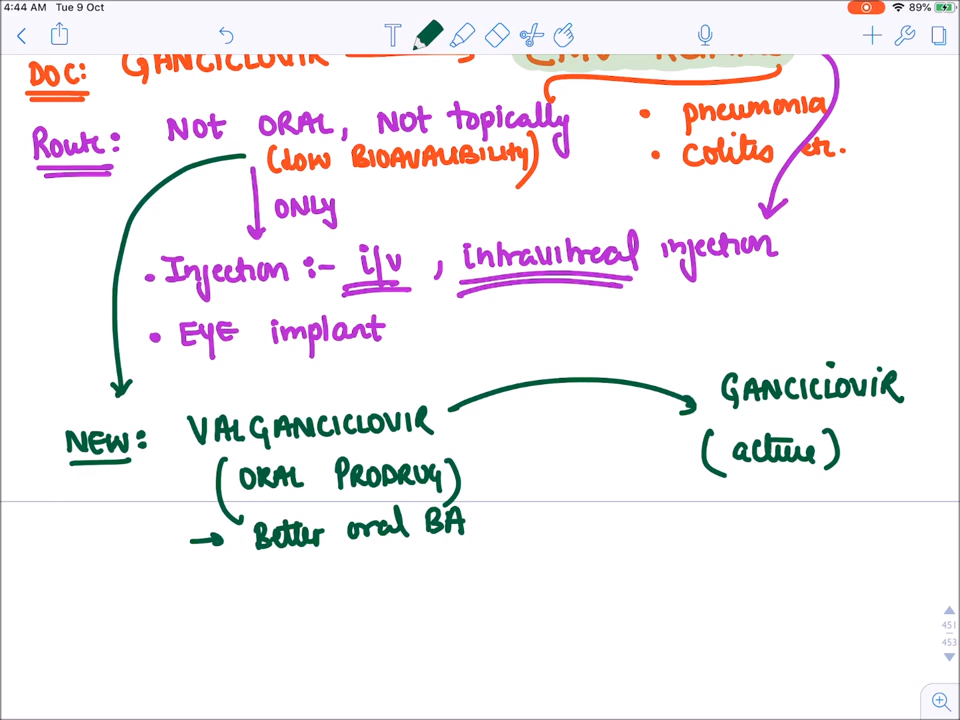 4:44 AM Tue 9 Oct
89%
T
DOC: GANCICLOVIR
Route: NOT ORAL, NOT topically
(Low BIOAVALIBILITY)
• pneumonia
• Colitis etc.
ONLY
• Injection :- i/v, intravitreal injection
• EYE implant
NEW: VALGANCICLOVIR
GANCICLOVIR
(ORAL PRODRUG)
(active)
→ Better oral BA
451
453